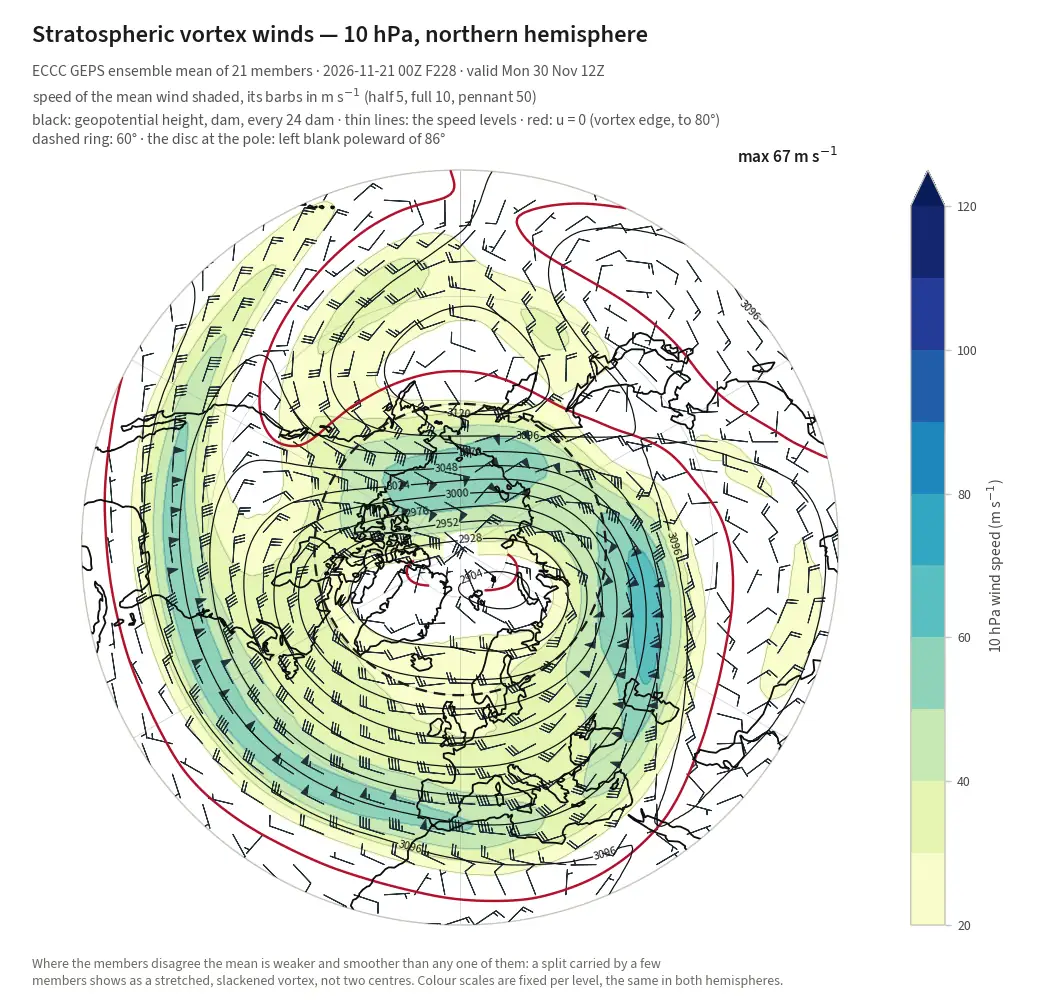 Stratospheric vortex winds — 10 hPa, northern hemisphere
ECCC GEPS ensemble mean of 21 members · 2026-11-21 00Z F228 · valid Mon 30 Nov 12Z
speed of the mean wind shaded, its barbs in m s⁻¹ (half 5, full 10, pennant 50)
black: geopotential height, dam, every 24 dam · thin lines: the speed levels · red: u = 0 (vortex edge, to 80°)
dashed ring: 60° · the disc at the pole: left blank poleward of 86°
max 67 m s⁻¹
120
100
80
60
40
20
10 hPa wind speed (m s⁻¹)
3096
3120
3096
3048
3024
3000
2976
2952
2928
2904
3096
3096
3096
Where the members disagree the mean is weaker and smoother than any one of them: a split carried by a few
members shows as a stretched, slackened vortex, not two centres. Colour scales are fixed per level, the same in both hemispheres.